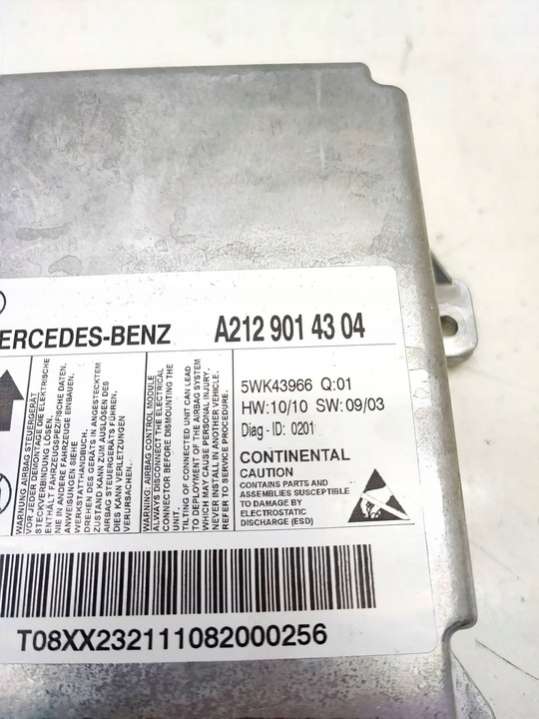 ERCEDES-BENZ A212 901 43 04
WARNUNG AIRBAG STEUERGERÄT
VOR JEDER DEMONTAGE DIE ELEKTRISCHE
STECKVERBINDUNG LÖSEN.
ENTHÄLT FAHRZEUGSPEZIFISCHE DATEN,
NIE IN ANDERE FAHRZEUGE EINBAUEN.
ANWEISUNGEN SIEHE
WERKSTATTHANDBUCH.
DREHEN DES GERÄTS IN ANGESTECKTEM
ZUSTAND KANN ZUM AUSLÖSEN DES
AIRBAG STEUERGERÄTS FÜHREN.
DIES KANN VERLETZUNGEN
VERURSACHEN.
WARNING: AIRBAG CONTROL MODULE
ALWAYS DISCONNECT THE ELECTRICAL
CONNECTOR BEFORE DISMOUNTING THE
UNIT.
TILTING OF CONNECTED UNIT CAN LEAD
TO DEPLOYMENT OF THE AIRBAG SYSTEM
WHICH MAY CAUSE PERSONAL INJURY.
NEVER INSTALL IN ANOTHER VEHICLE.
REFER TO SERVICE PROCEDURE.
5WK43966 Q:01
HW:10/10 SW:09/03
Diag-ID: 0201
CONTINENTAL
CAUTION
CONTAINS PARTS AND
ASSEMBLIES SUSCEPTIBLE
TO DAMAGE BY
ELECTROSTATIC
DISCHARGE (ESD)
T08XX232111082000256